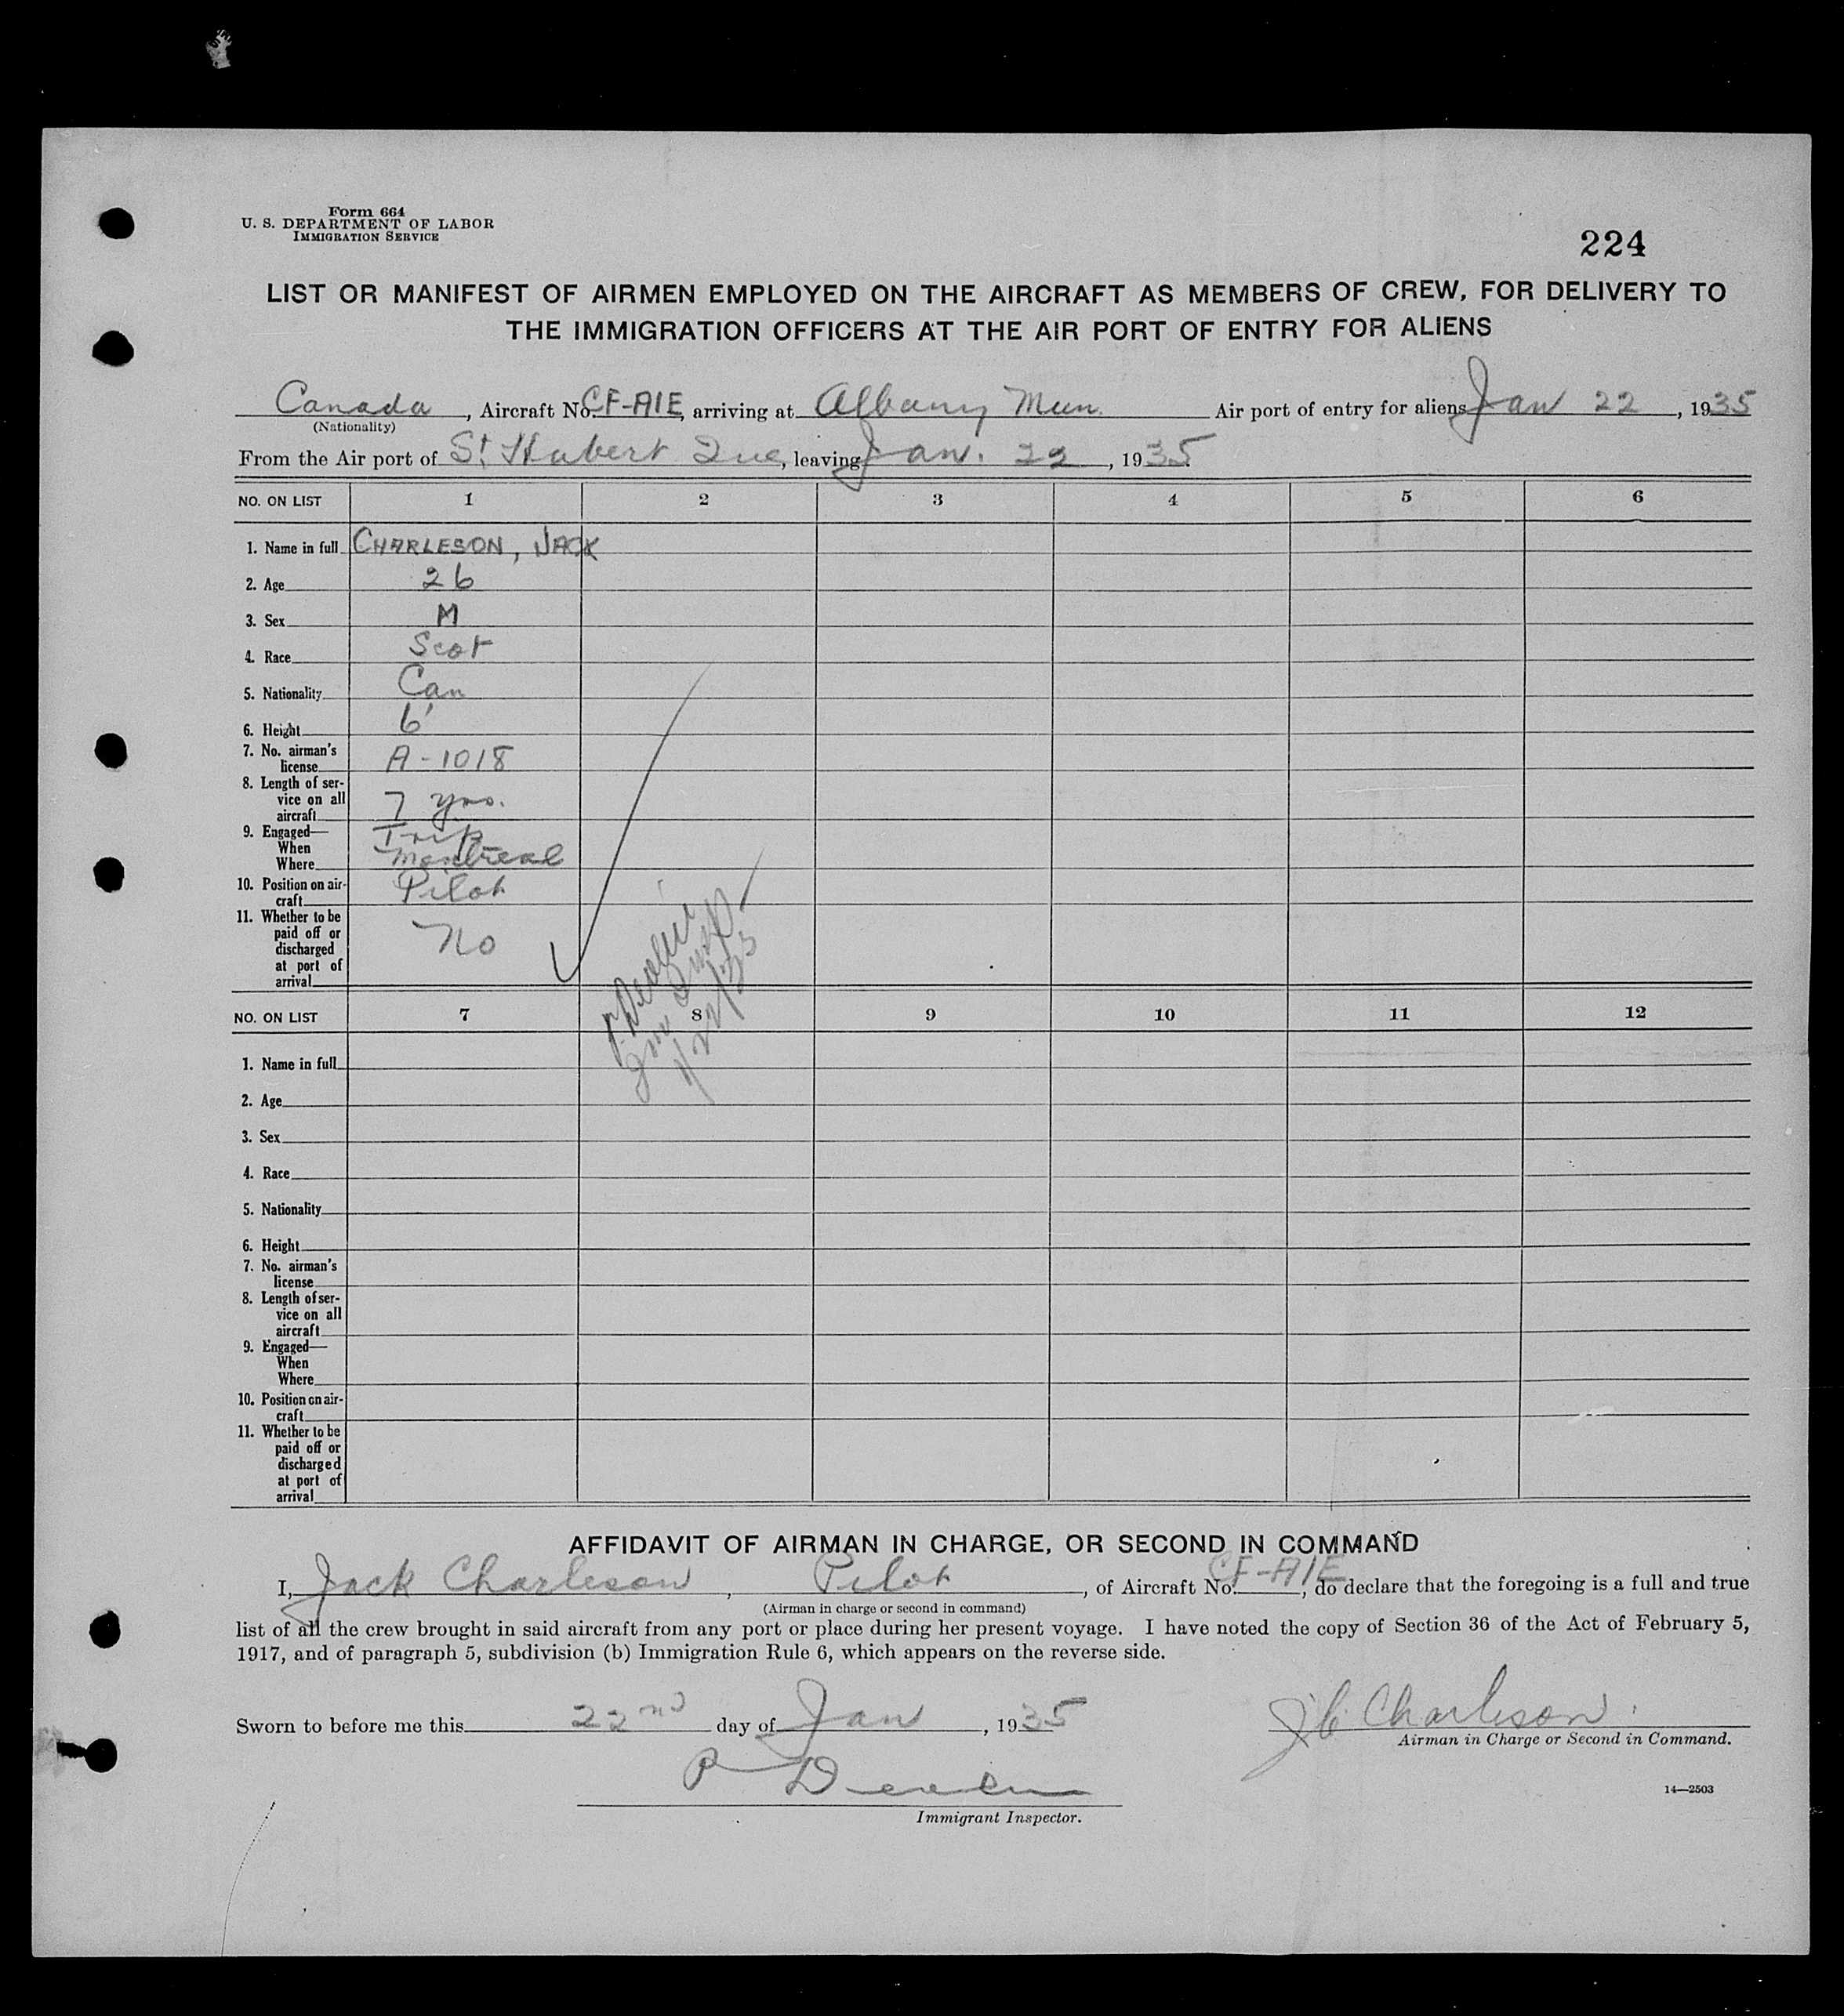 Form 664
U. S. DEPARTMENT OF LABOR
IMMIGRATION SERVICE
224
LIST OR MANIFEST OF AIRMEN EMPLOYED ON THE AIRCRAFT AS MEMBERS OF CREW, FOR DELIVERY TO
THE IMMIGRATION OFFICERS AT THE AIR PORT OF ENTRY FOR ALIENS
Canada, Aircraft No. CF-AIE, arriving at Albany Mun. Air port of entry for aliens Jan 22, 1935
(Nationality)
From the Air port of St Hubert Que, leaving Jan. 22, 1935.
NO. ON LIST 1 2 3 4 5 6
1. Name in full CHARLESON, JACK
2. Age 26
3. Sex M
4. Race Scot
5. Nationality Can
6. Height 6'
7. No. airman's
license A-1018
8. Length of ser-
vice on all
aircraft 7 yrs.
9. Engaged—
When Trip
Where Montreal
10. Position on air-
craft Pilot
11. Whether to be
paid off or
discharged No
at port of
arrival
NO. ON LIST 7 8 9 10 11 12
1. Name in full
2. Age
3. Sex
4. Race
5. Nationality
6. Height
7. No. airman's
license
8. Length of ser-
vice on all
aircraft
9. Engaged—
When
Where
10. Position on air-
craft
11. Whether to be
paid off or
discharged
at port of
arrival
AFFIDAVIT OF AIRMAN IN CHARGE, OR SECOND IN COMMAND
I, Jack Charleson, Pilot, of Aircraft No. CF-AIE, do declare that the foregoing is a full and true
(Airman in charge or second in command)
list of all the crew brought in said aircraft from any port or place during her present voyage. I have noted the copy of Section 36 of the Act of February 5,
1917, and of paragraph 5, subdivision (b) Immigration Rule 6, which appears on the reverse side.
Sworn to before me this 22nd day of Jan, 1935
J C Charleson.
Airman in Charge or Second in Command.
P
Immigrant Inspector.
14—2503